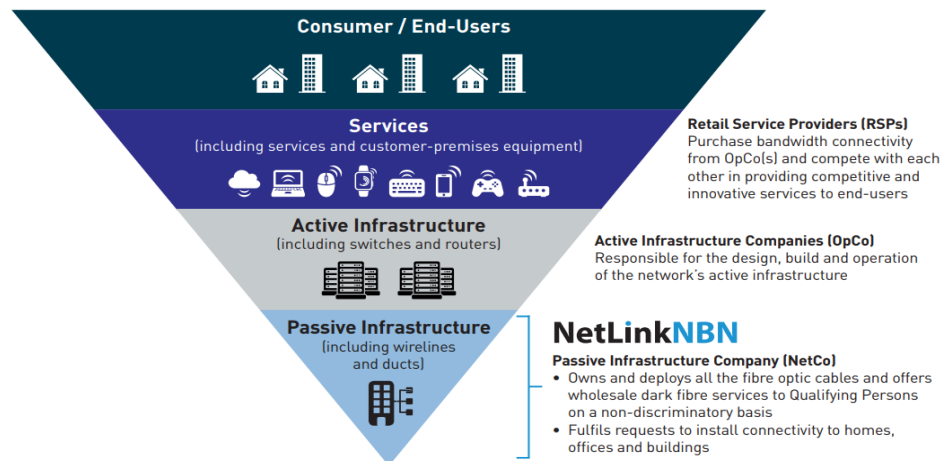 Consumer / End-Users
Services
(including services and customer-premises equipment)
Retail Service Providers (RSPs)
Purchase bandwidth connectivity
from OpCo(s) and compete with each
other in providing competitive and
innovative services to end-users
Active Infrastructure
(including switches and routers)
Active Infrastructure Companies (OpCo)
Responsible for the design, build and operation
of the network's active infrastructure
Passive Infrastructure
(including wirelines
and ducts)
NetLinkNBN
Passive Infrastructure Company (NetCo)
• Owns and deploys all the fibre optic cables and offers
wholesale dark fibre services to Qualifying Persons
on a non-discriminatory basis
• Fulfils requests to install connectivity to homes,
offices and buildings